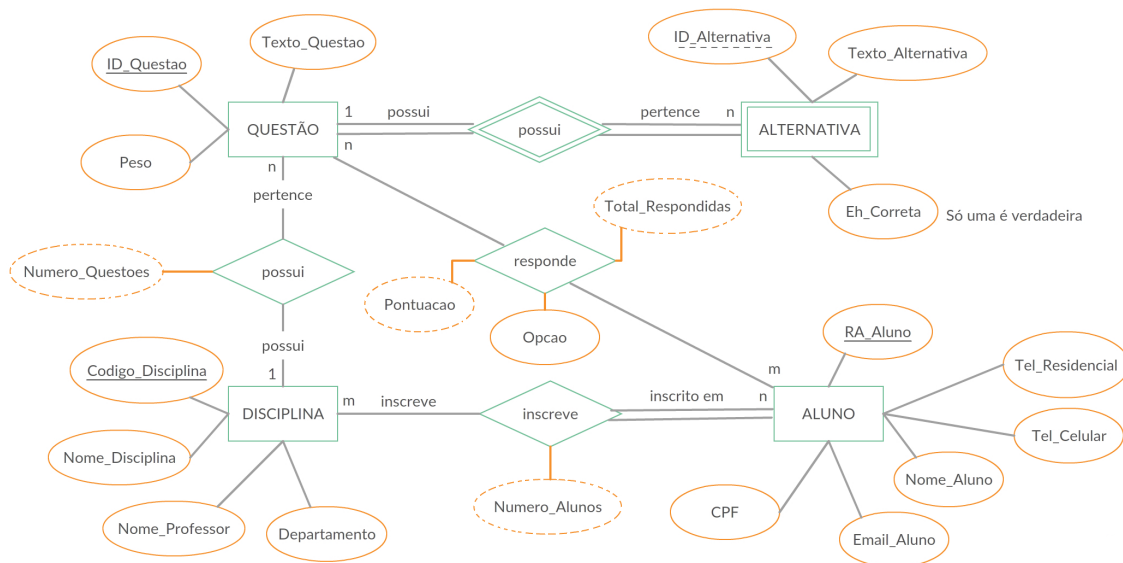 Texto_Questao
ID_Questao
ID_Alternativa
Texto_Alternativa
QUESTÃO
1
possui
possui
pertence
n
ALTERNATIVA
n
Peso
n
pertence
Total_Respondidas
Eh_Correta
Só uma é verdadeira
Numero_Questoes
possui
responde
Pontuacao
Opcao
RA_Aluno
possui
Codigo_Disciplina
1
m
Tel_Residencial
DISCIPLINA
m
inscreve
inscreve
inscrito em
n
ALUNO
Tel_Celular
Nome_Disciplina
Nome_Aluno
Numero_Alunos
CPF
Nome_Professor
Departamento
Email_Aluno